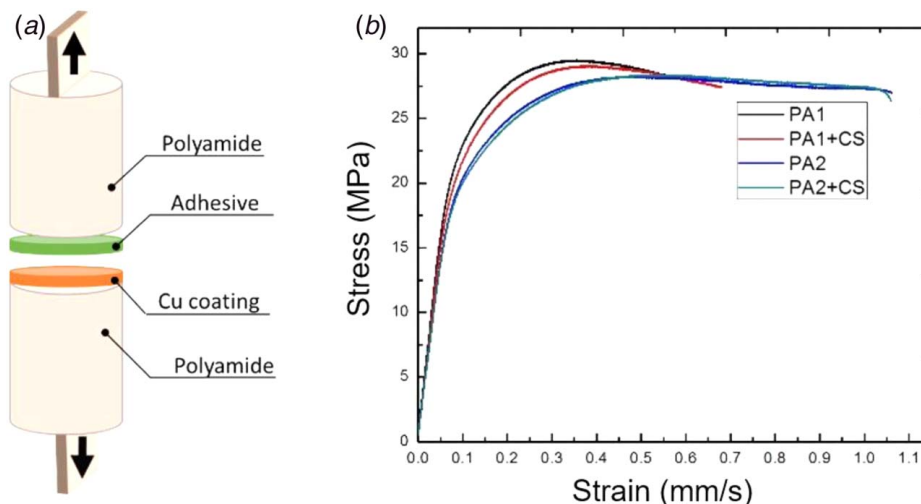 (a)
Polyamide
Adhesive
Cu coating
Polyamide
(b)
Stress (MPa)
30
25
20
15
10
5
0
PA1
PA1+CS
PA2
PA2+CS
0.0 0.1 0.2 0.3 0.4 0.5 0.6 0.7 0.8 0.9 1.0 1.1
Strain (mm/s)